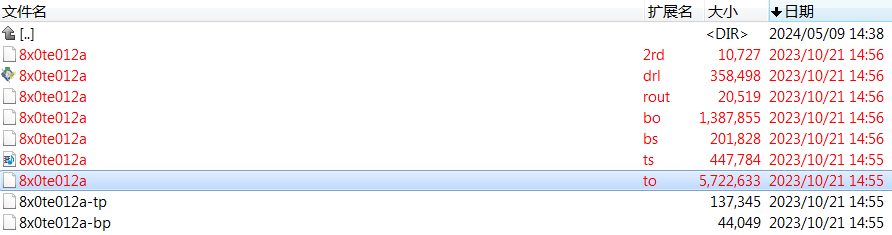 文件名 扩展名 大小 日期
[..] <DIR> 2024/05/09 14:38
8x0te012a 2rd 10,727 2023/10/21 14:56
8x0te012a drl 358,498 2023/10/21 14:56
8x0te012a rout 20,519 2023/10/21 14:56
8x0te012a bo 1,387,855 2023/10/21 14:56
8x0te012a bs 201,828 2023/10/21 14:56
8x0te012a ts 447,784 2023/10/21 14:55
8x0te012a to 5,722,633 2023/10/21 14:55
8x0te012a-tp 137,345 2023/10/21 14:55
8x0te012a-bp 44,049 2023/10/21 14:55